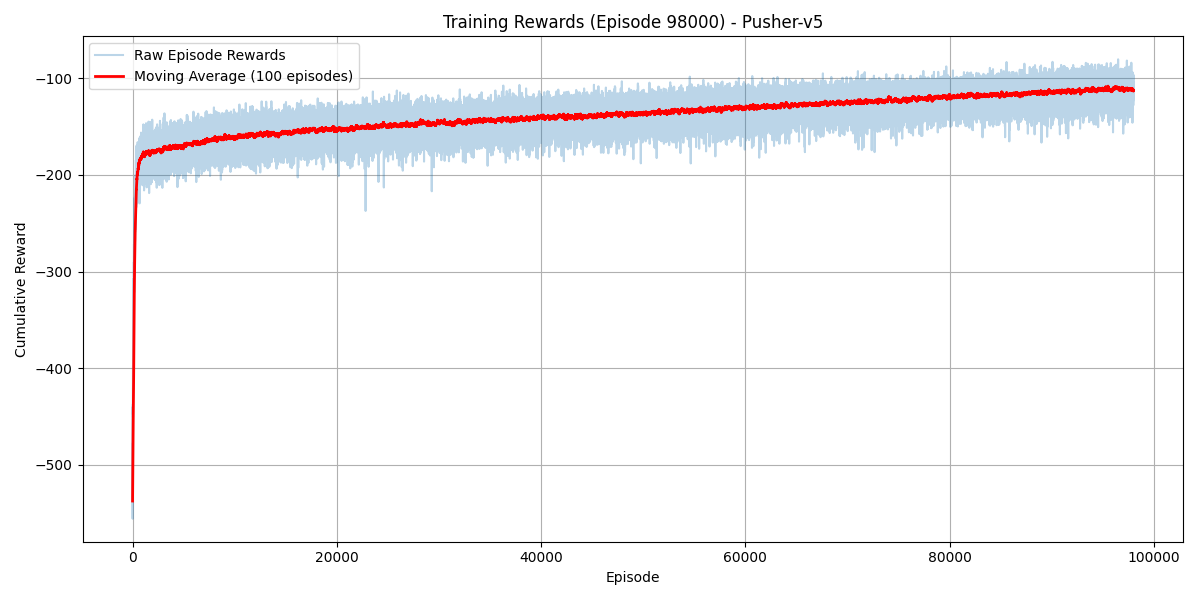 Training Rewards (Episode 98000) - Pusher-v5
Raw Episode Rewards
Moving Average (100 episodes)
Cumulative Reward
−100
−200
−300
−400
−500
0
20000
40000
60000
80000
100000
Episode